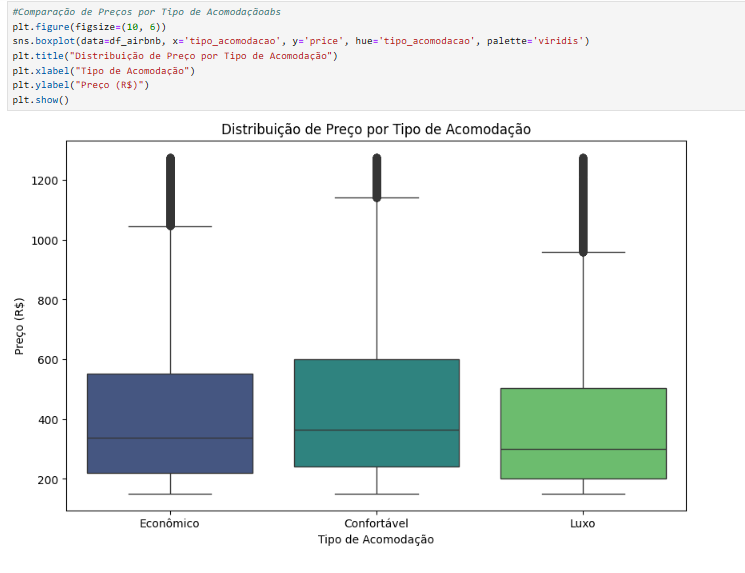 #Comparação de Preços por Tipo de Acomodaçãoabs
plt.figure(figsize=(10, 6))
sns.boxplot(data=df_airbnb, x='tipo_acomodacao', y='price', hue='tipo_acomodacao', palette='viridis')
plt.title("Distribuição de Preço por Tipo de Acomodação")
plt.xlabel("Tipo de Acomodação")
plt.ylabel("Preço (R$)")
plt.show()
Distribuição de Preço por Tipo de Acomodação
1200
1000
800
600
400
200
Preço (R$)
Econômico Confortável Luxo
Tipo de Acomodação